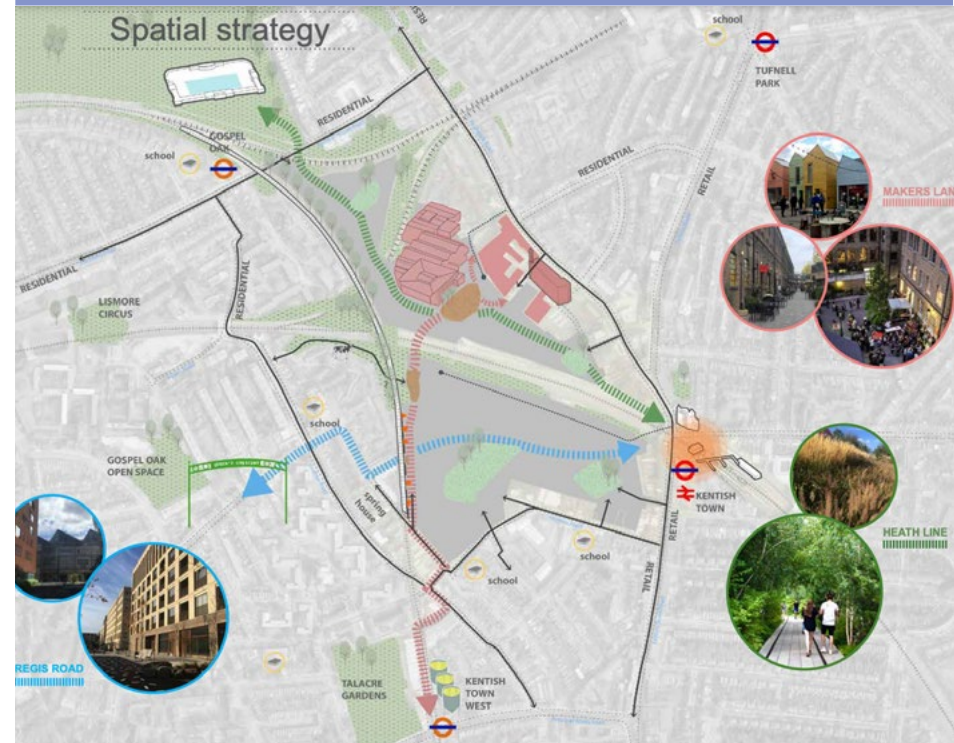 Spatial strategy
school
TUFNELL
PARK
RESIDENTIAL
RESIDENTIAL
GOSPEL
OAK
school
RESIDENTIAL
RETAIL
MAKERS LAN
RESIDENTIAL
RESIDENTIAL
LISMORE
CIRCUS
school
GOSPEL OAK
OPEN SPACE
spring
house
KENTISH
TOWN
RETAIL
HEATH LINE
school
school
RETAIL
REGIS ROAD
TALACRE
GARDENS
KENTISH
TOWN
WEST